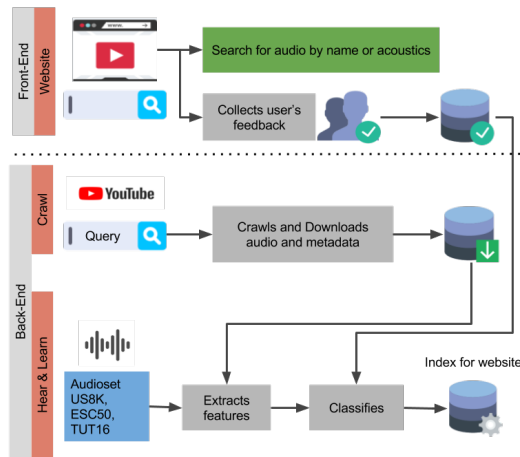 Front-End
Website
Search for audio by name or acoustics
Collects user's
feedback
Back-End
Crawl
YouTube
Query
Crawls and Downloads
audio and metadata
Hear & Learn
Audioset
US8K,
ESC50,
TUT16
Extracts
features
Classifies
Index for website